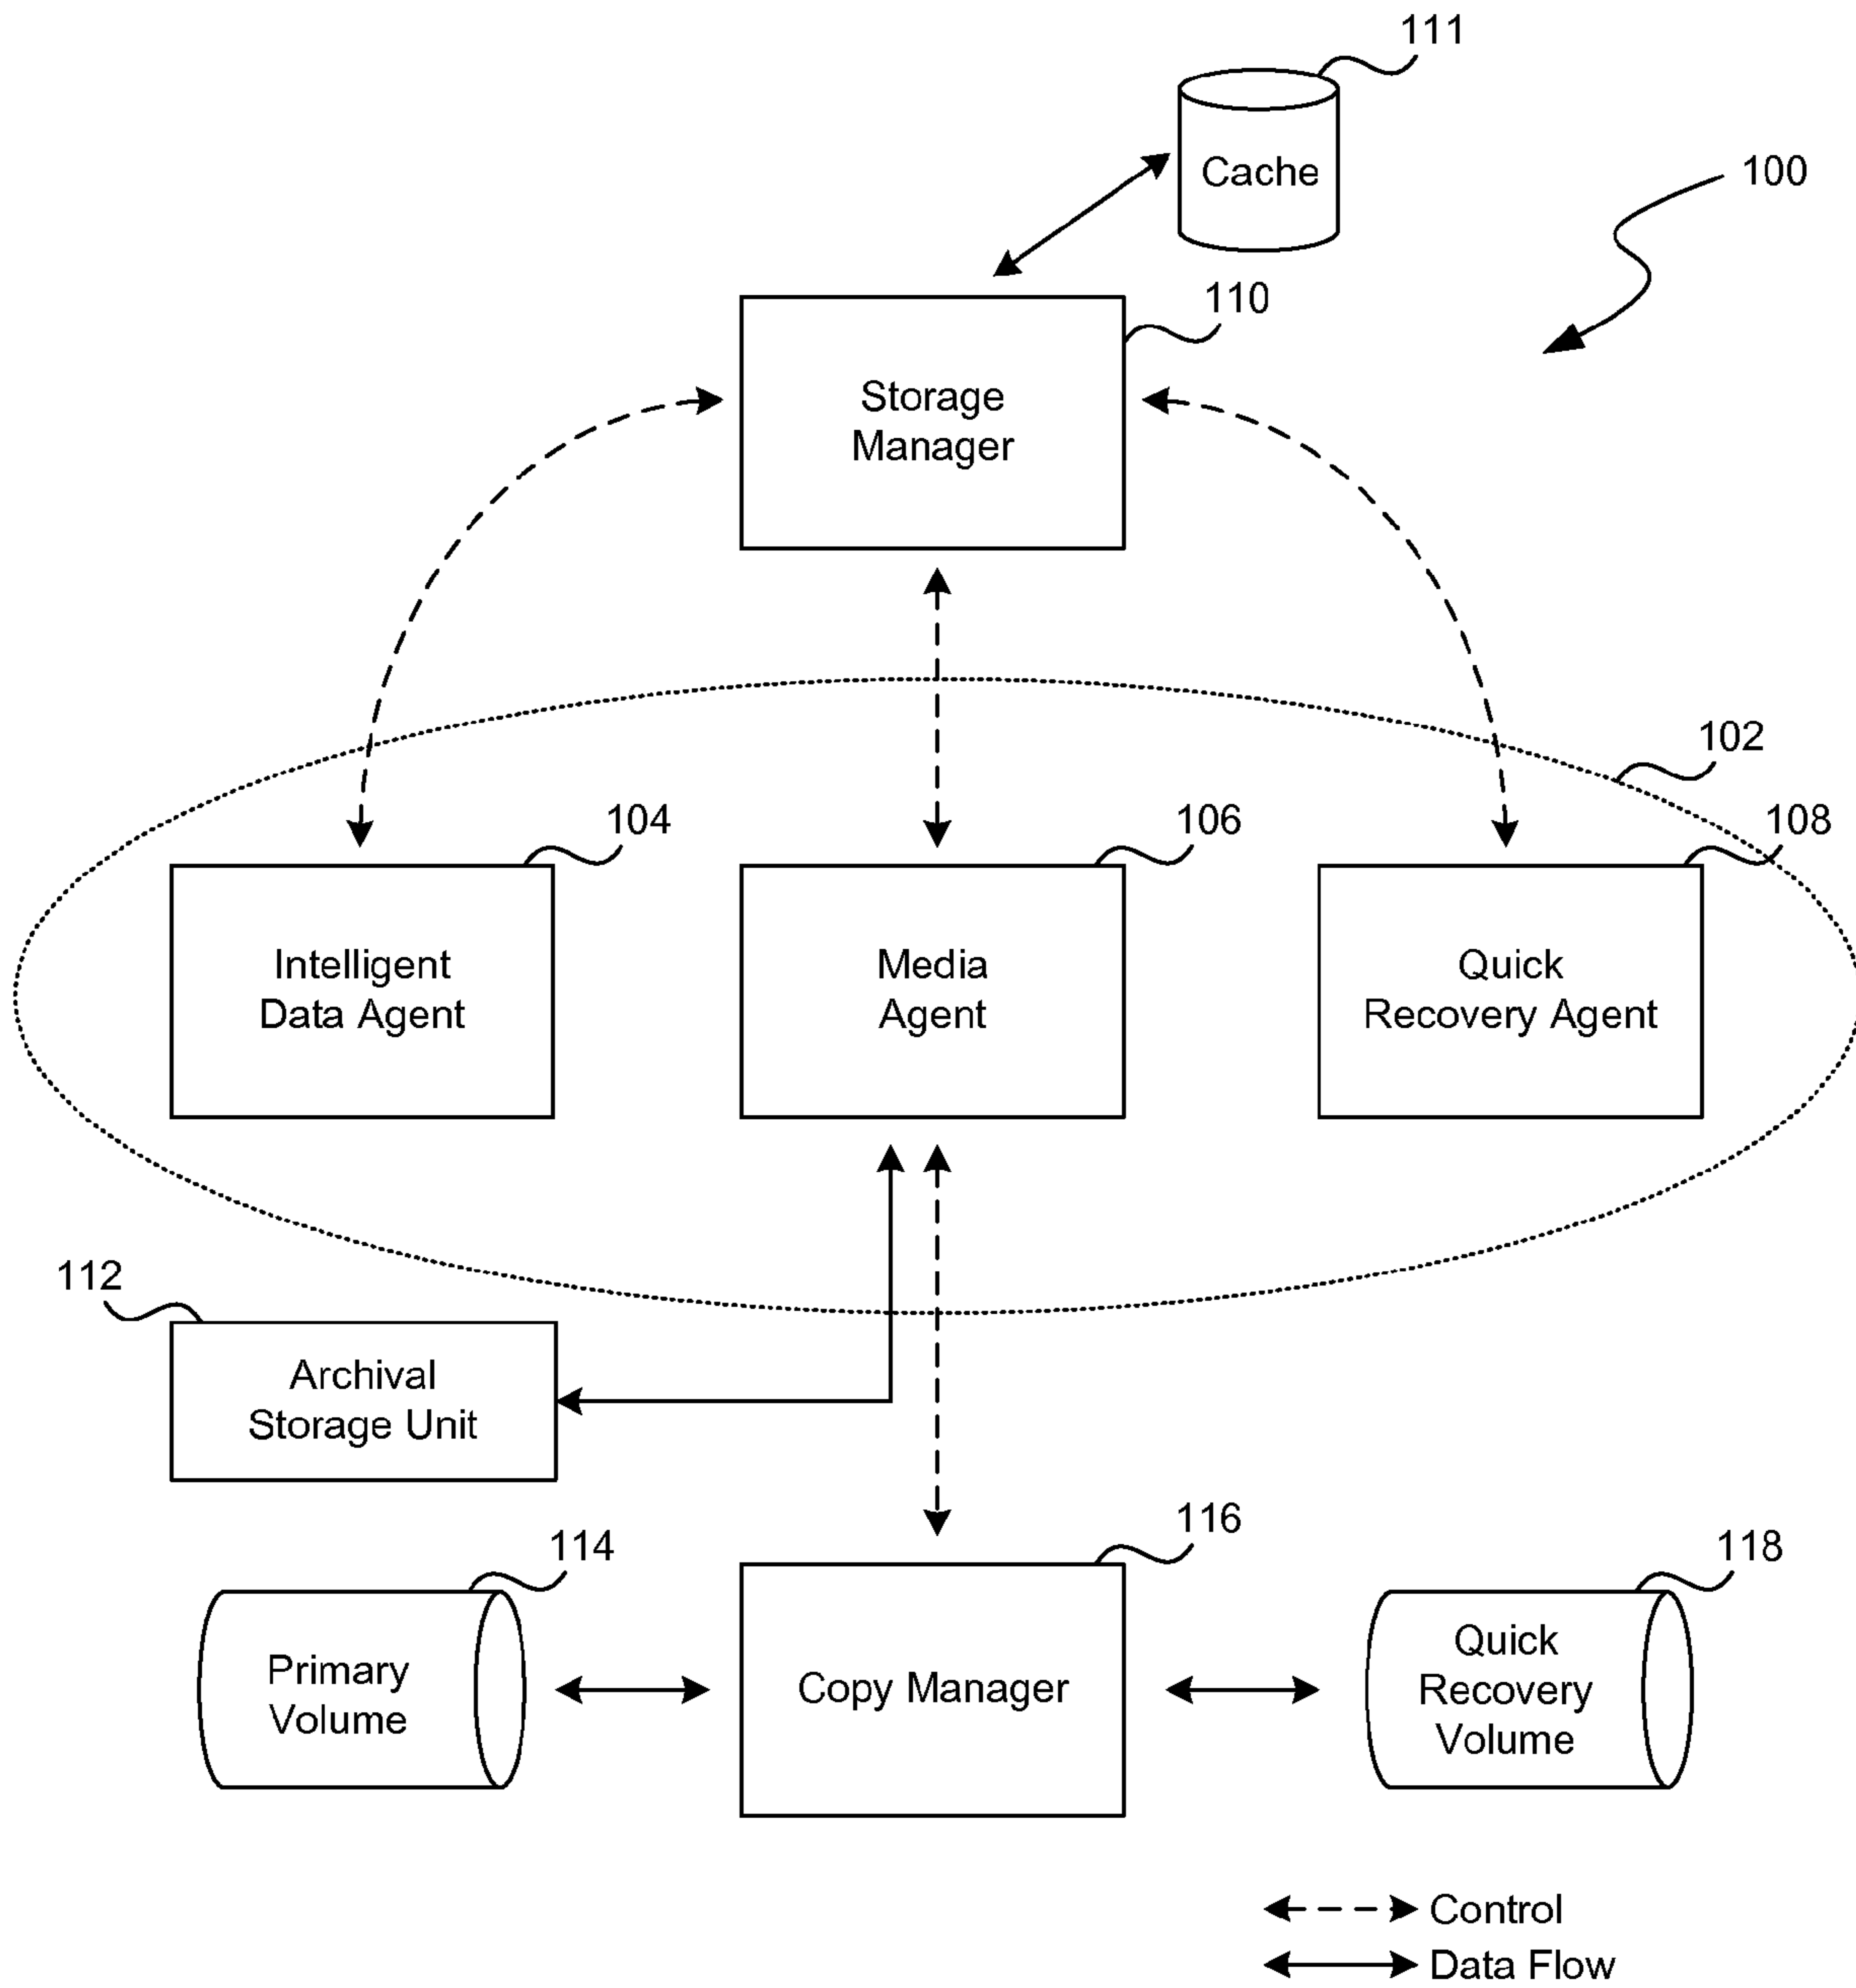 111
Cache
100
110
Storage
Manager
102
104
106
108
Intelligent
Data Agent
Media
Agent
Quick
Recovery Agent
112
Archival
Storage Unit
114
116
118
Primary
Volume
Copy Manager
Quick
Recovery
Volume
Control
Data Flow